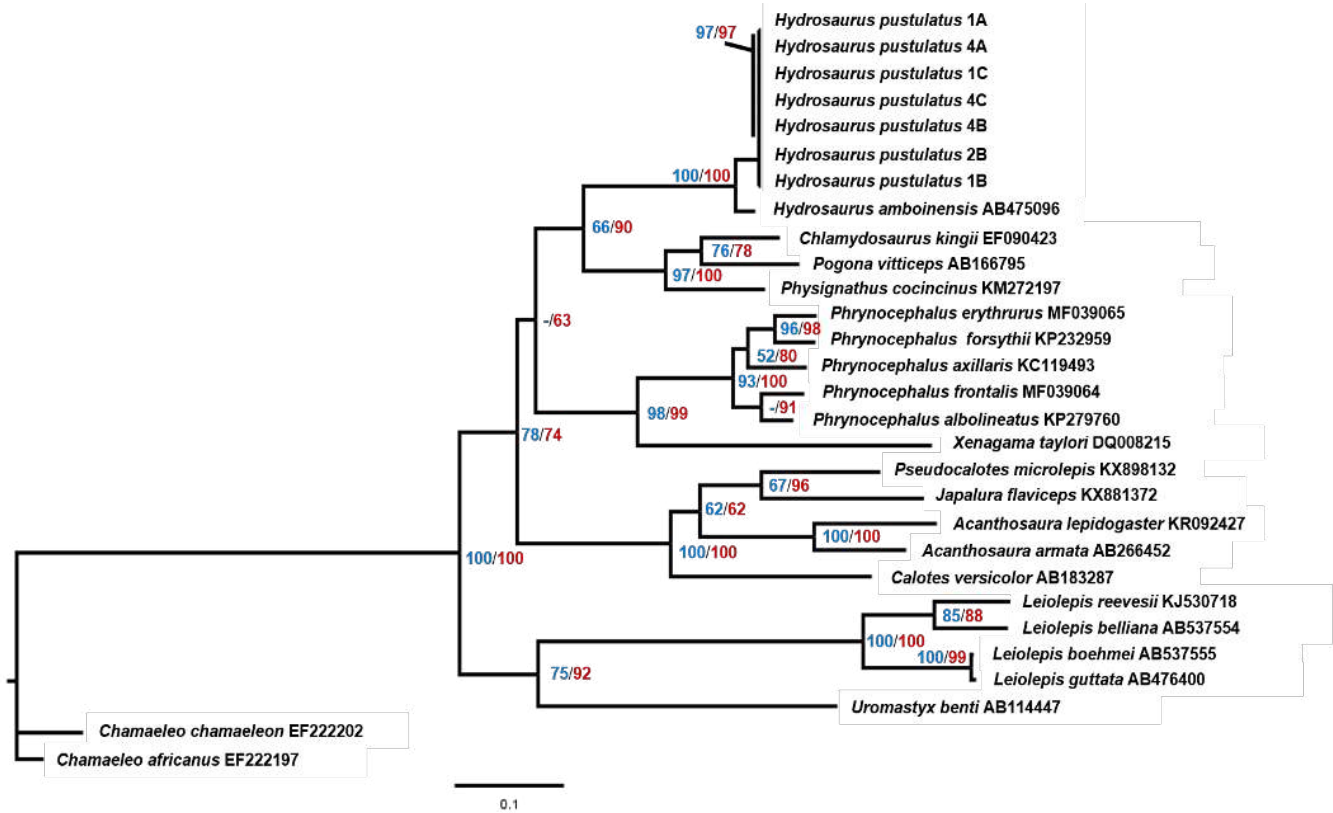 Hydrosaurus pustulatus 1A
97/97
Hydrosaurus pustulatus 4A
Hydrosaurus pustulatus 1C
Hydrosaurus pustulatus 4C
Hydrosaurus pustulatus 4B
Hydrosaurus pustulatus 2B
100/100
Hydrosaurus pustulatus 1B
Hydrosaurus amboinensis AB475096
66/90
Chlamydosaurus kingii EF090423
76/78
Pogona vitticeps AB166795
97/100
Physignathus cocincinus KM272197
Phrynocephalus erythrurus MF039065
-/63
96/98
Phrynocephalus forsythii KP232959
52/80
Phrynocephalus axillaris KC119493
93/100
Phrynocephalus frontalis MF039064
-/91
98/99
Phrynocephalus albolineatus KP279760
78/74
Xenagama taylori DQ008215
Pseudocalotes microlepis KX898132
67/96
Japalura flaviceps KX881372
62/62
Acanthosaura lepidogaster KR092427
100/100
Acanthosaura armata AB266452
100/100
100/100
Calotes versicolor AB183287
Leiolepis reevesii KJ530718
85/88
Leiolepis belliana AB537554
100/100
Leiolepis boehmei AB537555
100/99
75/92
Leiolepis guttata AB476400
Uromastyx benti AB114447
Chamaeleo chamaeleon EF222202
Chamaeleo africanus EF222197
0.1